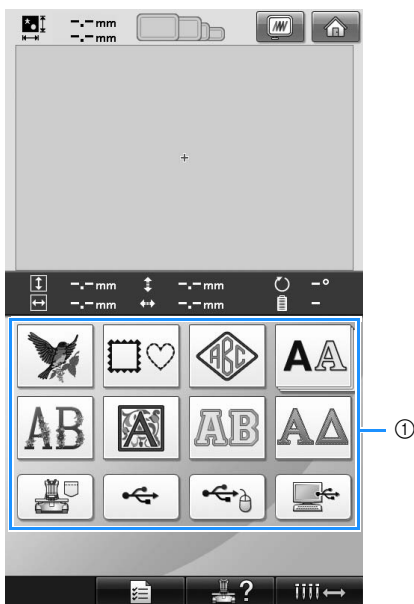 -.- mm
-.- mm
-.- mm -.- mm -°
-.- mm -.- mm -
ABC AA
AB A AB AΔ
①
?